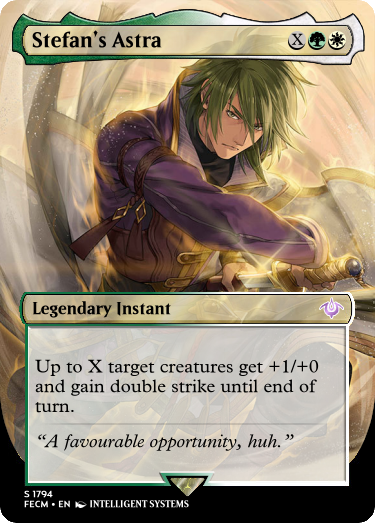 Stefan's Astra X
Legendary Instant
Up to X target creatures get +1/+0
and gain double strike until end of
turn.
“A favourable opportunity, huh.”
S 1794
FECM • EN INTELLIGENT SYSTEMS